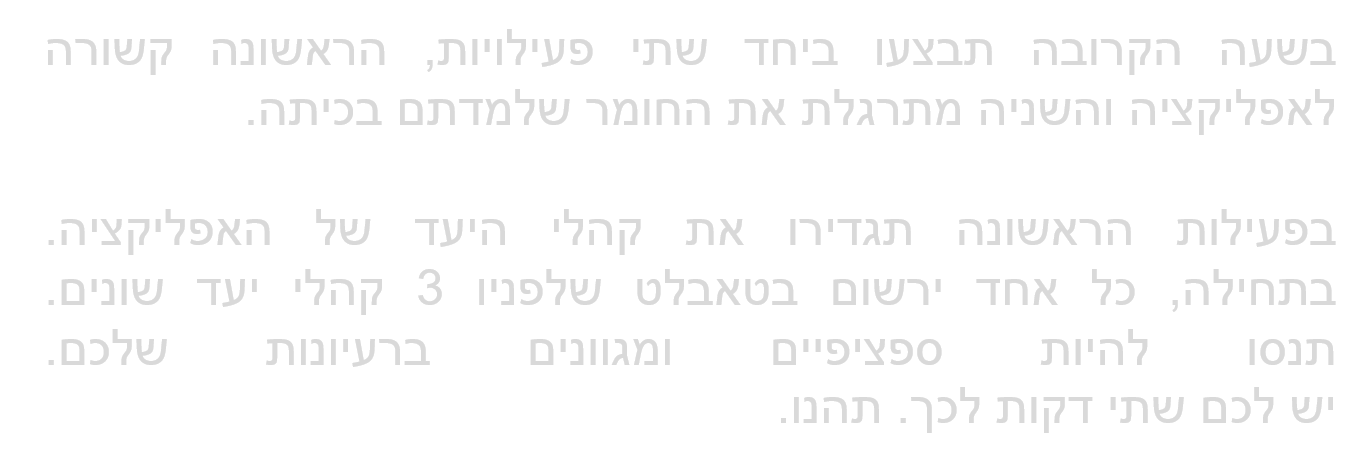 בשעה הקרובה תבצעו ביחד שתי פעילויות, הראשונה קשורה
לאפליקציה והשניה מתרגלת את החומר שלמדתם בכיתה.
בפעילות הראשונה תגדירו את קהלי היעד של האפליקציה.
בתחילה, כל אחד ירשום בטאבלט שלפניו 3 קהלי יעד שונים.
תנסו להיות ספציפיים ומגוונים ברעיונות שלכם.
יש לכם שתי דקות לכך. תהנו.